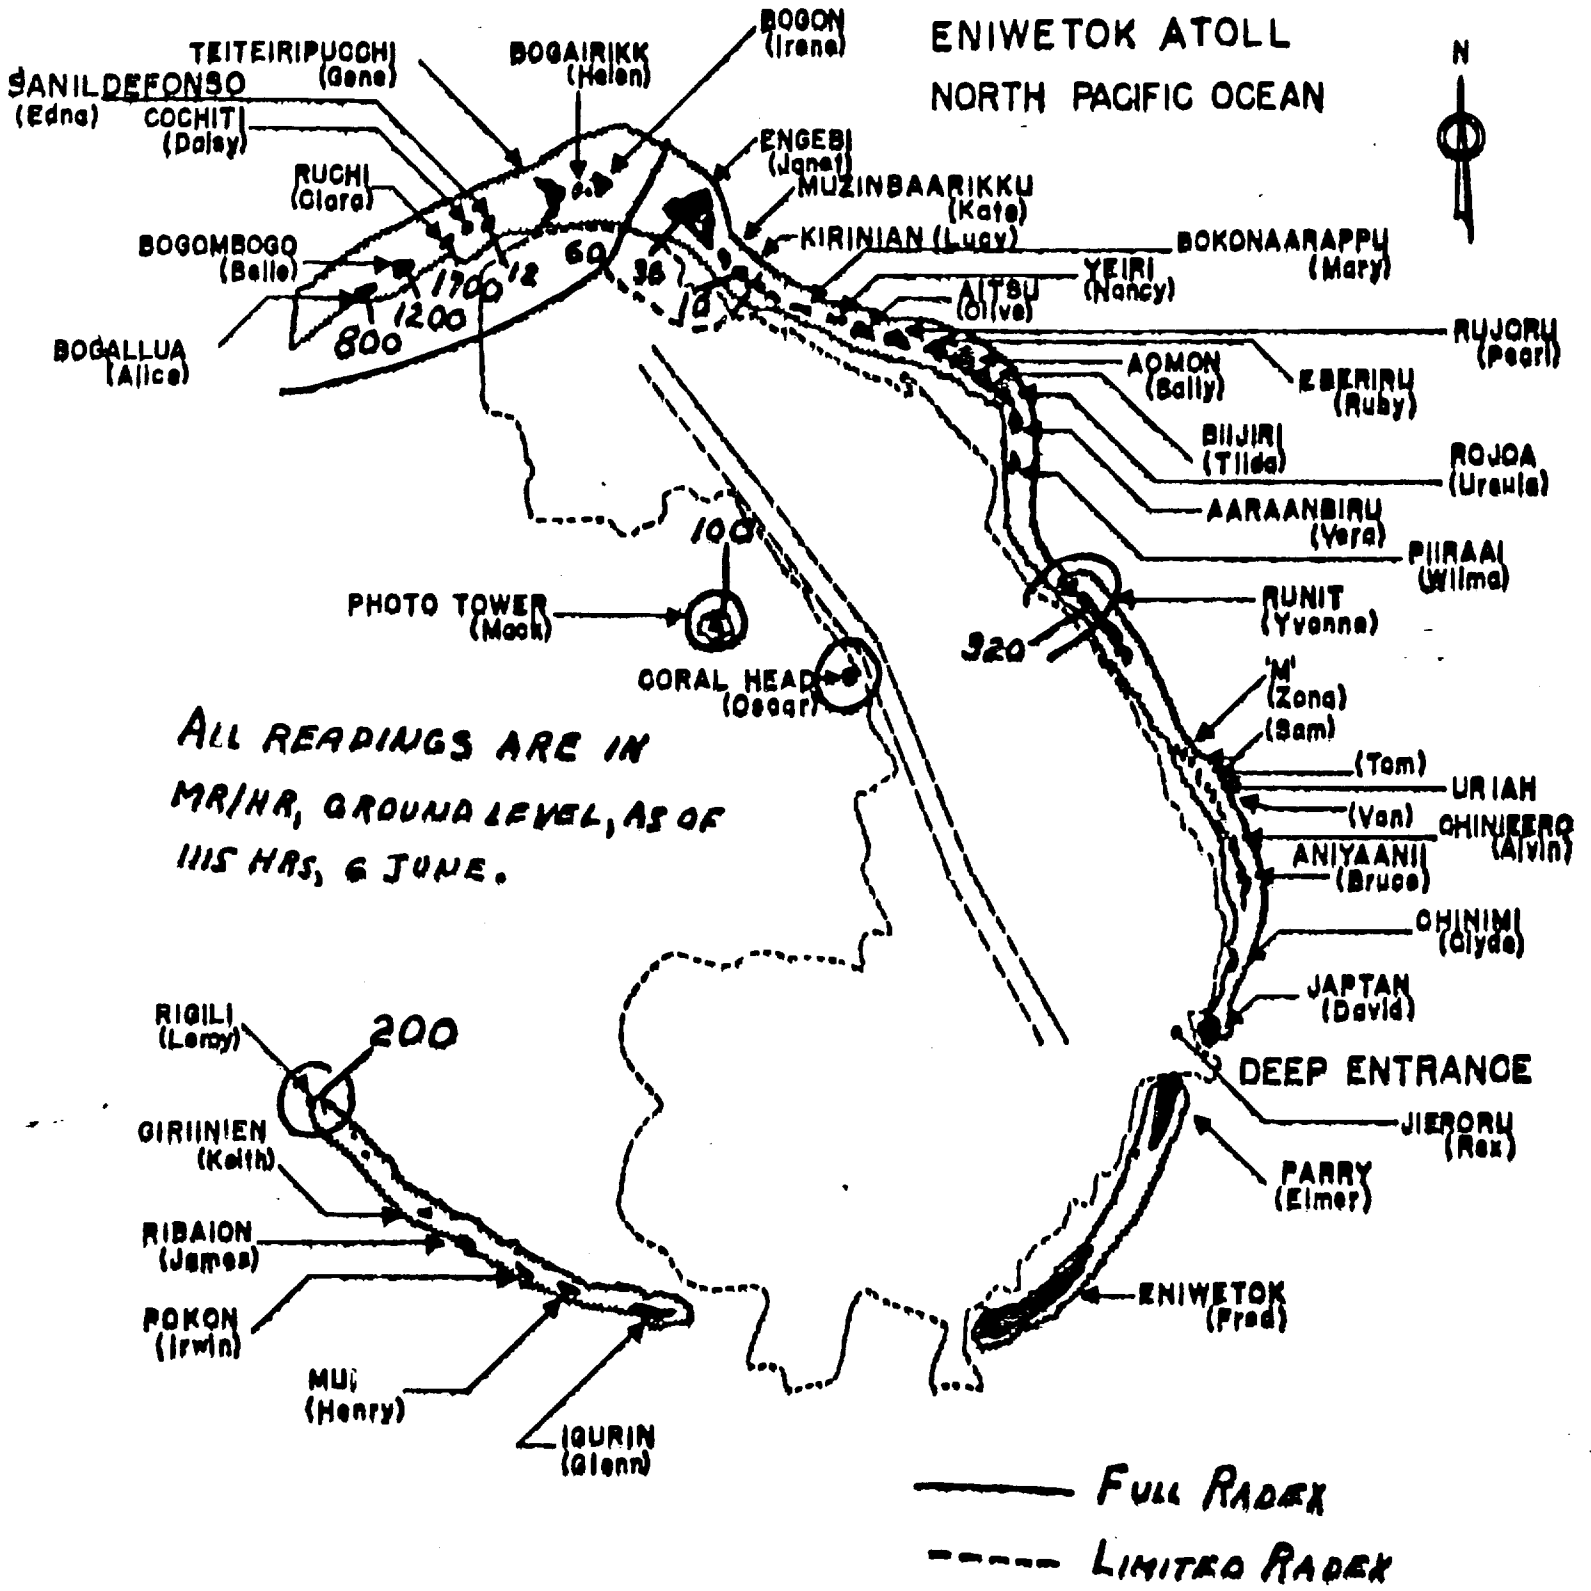 ENIWETOK ATOLL
NORTH PACIFIC OCEAN
N
BOGON
(Irene)
BOGAIRIKK
(Helen)
TEITEIRIPUCCHI
(Gene)
SANILDEFONSO
(Edna)
COCHITI
(Daisy)
RUCHI
(Clara)
BOGOMBOGO
(Belle)
BOGALLUA
(Alice)
800
1200
1700
12
60
36
10
ENGEBI
(Janet)
MUZINBAARIKKU
(Kate)
KIRINIAN (Lucy)
BOKONAARAPPU
(Mary)
YEIRI
(Nancy)
AITSU
(Olive)
RUJORU
(Pearl)
EBERIRU
(Ruby)
AOMON
(Sally)
BIIJIRI
(Tilda)
ROJOA
(Ursula)
AARAANBIRU
(Vera)
PIIRAAI
(Wilma)
RUNIT
(Yvonne)
320
100
PHOTO TOWER
(Mack)
CORAL HEAD
(Oscar)
'M'
(Zona)
(Sam)
(Tom)
URIAH
(Van)
CHINIEERO
(Alvin)
ANIYAANII
(Bruce)
CHINIMI
(Clyde)
JAPTAN
(David)
DEEP ENTRANCE
JIERORU
(Rex)
PARRY
(Elmer)
ENIWETOK
(Fred)
ALL READINGS ARE IN
MR/HR, GROUND LEVEL, AS OF
1115 HRS, 6 JUNE.
RIGILI
(Leroy)
200
GIRIINIEN
(Keith)
RIBAION
(James)
POKON
(Irwin)
MUI
(Henry)
IGURIN
(Glenn)
FULL RADEX
LIMITED RADEX